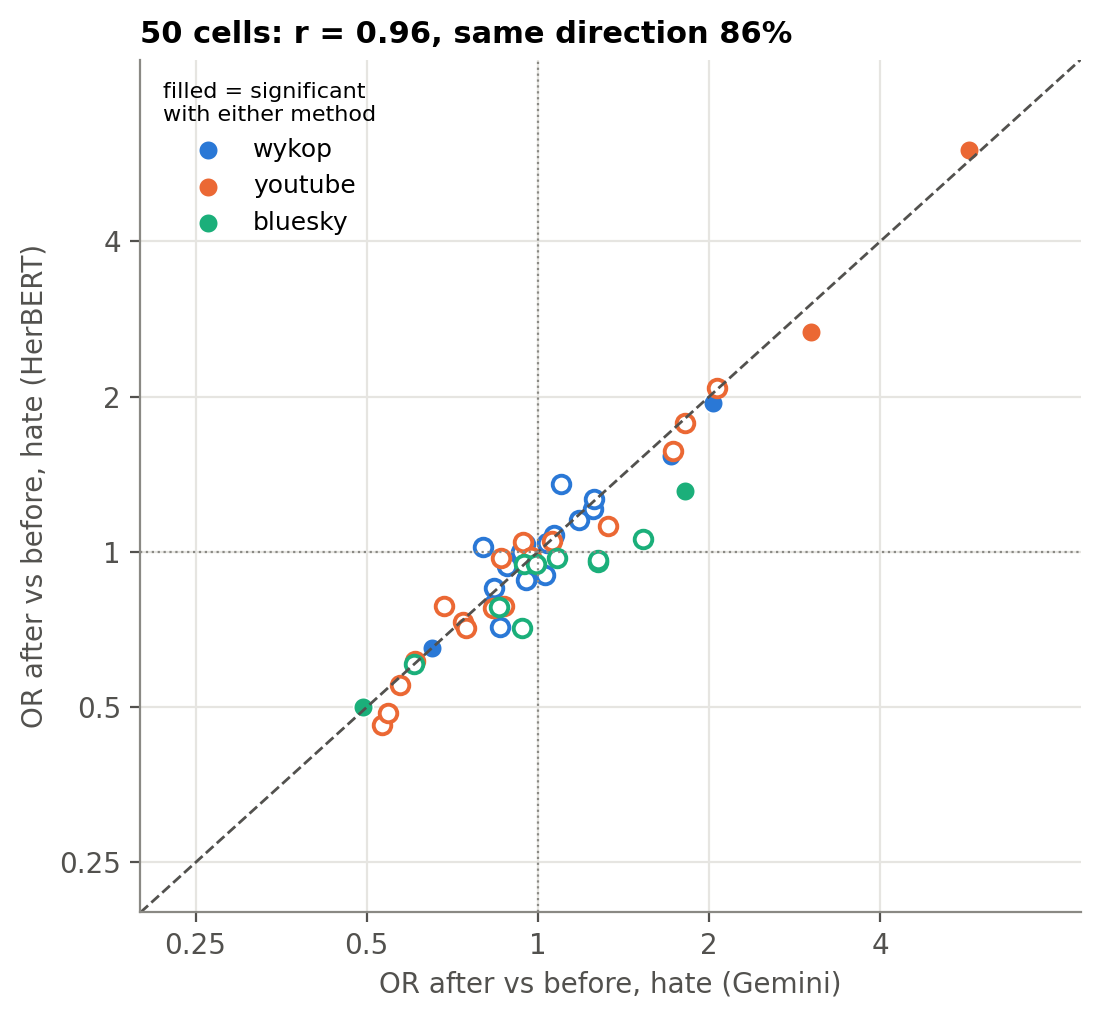 50 cells: r = 0.96, same direction 86%
filled = significant
with either method
wykop
youtube
bluesky
OR after vs before, hate (HerBERT)
4
2
1
0.5
0.25
0.25
0.5
1
2
4
OR after vs before, hate (Gemini)